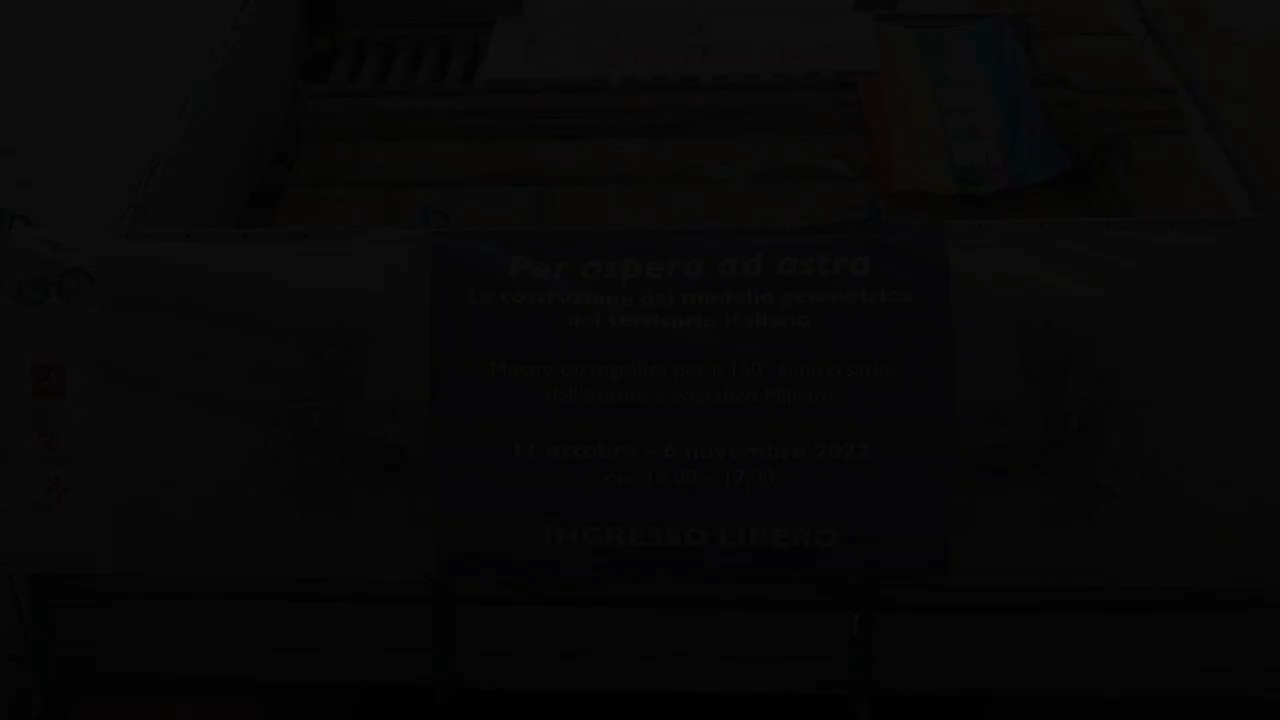 Per aspera ad astra
La costruzione del modello geometrico
del territorio italiano
Mostra cartografica per il 150° anniversario
dell'Istituto Geografico Militare
11 ottobre – 6 novembre 2022
ore 10.00 – 17.00
INGRESSO LIBERO